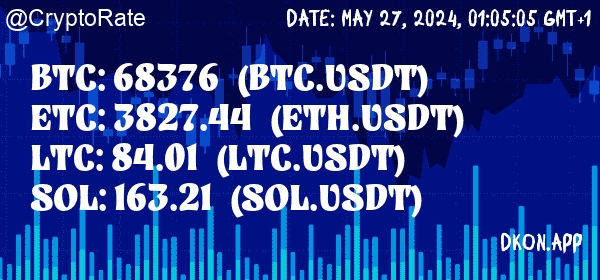 @CryptoRate
DATE: MAY 27, 2024, 01:05:05 GMT+1
BTC: 68376 (BTC.USDT)
ETC: 3827.44 (ETH.USDT)
LTC: 84.01 (LTC.USDT)
SOL: 163.21 (SOL.USDT)
DKON.APP